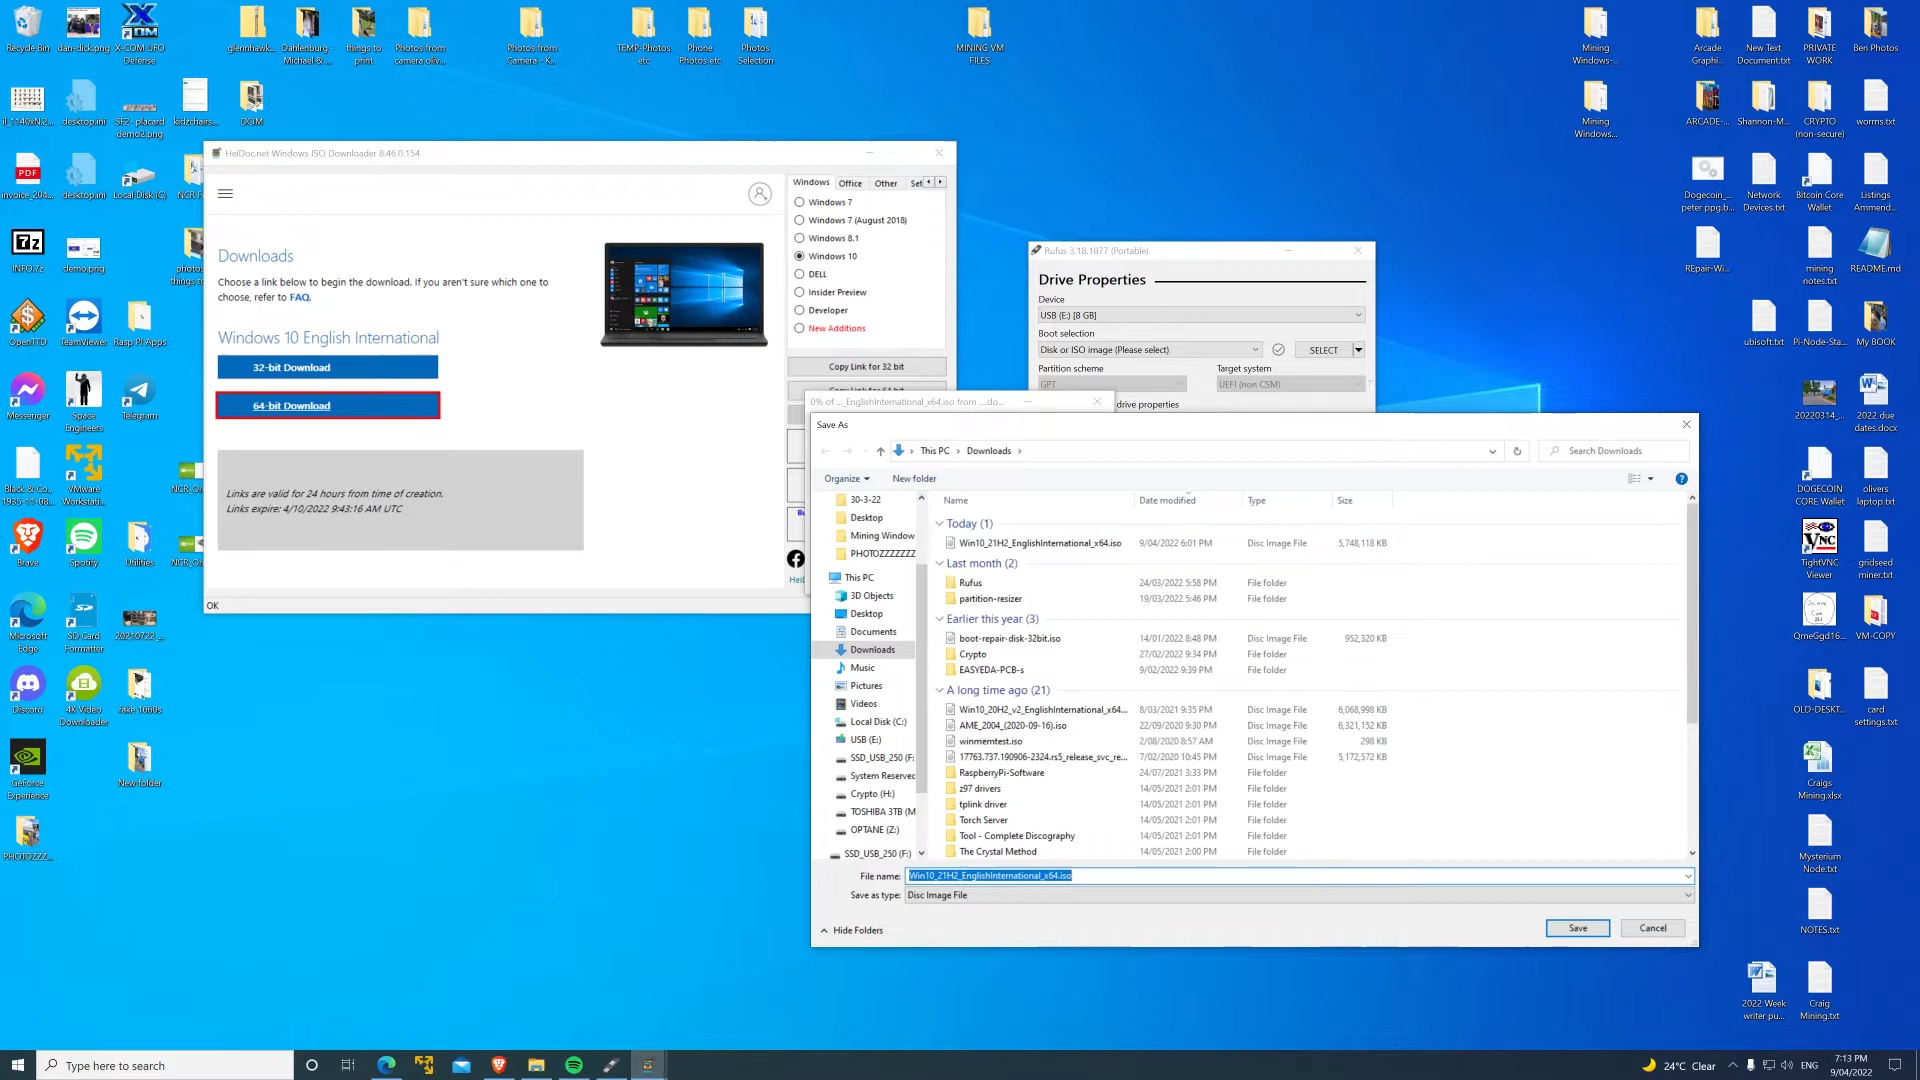 Recycle Bin
dan-dick.png
X-COM UFO Defense
glennhawk...
Dahlenburg - Michael & ...
things to print
Photos from camera oliv...
Photos from Camera - K...
TEMP-Photos etc
Phone Photos etc
Photos Selection
MINING VM FILES
Mining Windows-...
Arcade Graphi...
New Text Document.txt
PRIVATE WORK
Ben Photos
il_1140xN.2...
desktop.ini
SF2- placard demo2.png
kidzchairs...
DCIM
Mining Windows...
ARCADE-...
Shannon-M...
CRYPTO (non-secure)
worms.txt
invoice_204...
desktop.ini
Local Disk (C)
NCR F
Dogecoin_... peter ppg.b...
Network Devices.txt
Bitcoin Core Wallet
Listings Ammend...
INFO.7z
demo.png
photos things to
REpair-Wi...
mining notes.txt
README.md
OpenTTD
TeamViewer
Rasp PI Apps
ubisoft.txt
Pi-Node-Sta...
My BOOK
Messenger
Space Engineers
Telegram
20220314_...
2022 due dates.docx
Black & Co, 1935-11-08...
VMware Workstati...
NCR_Or
DOGECOIN CORE Wallet
olivers laptop.txt
Brave
Spotify
Utilities
NCR_Or
VNC
TightVNC Viewer
gridseed miner.txt
Microsoft Edge
SD Card Formatter
20210722_...
QmeGgd16...
VM-COPY
Discord
4K Video Downloader
fake 1660s
OLD-DESKT...
card settings.txt
GeForce Experience
New folder
Craigs Mining.xlsx
PHOTOZZZ...
Mysterium Node.txt
NOTES.txt
2022 Week writer pu...
Craig Mining.txt
HeiDoc.net Windows ISO Downloader 8.46.0.154
Downloads
Choose a link below to begin the download. If you aren't sure which one to
choose, refer to FAQ.
Windows 10 English International
32-bit Download
64-bit Download
Links are valid for 24 hours from time of creation.
Links expire: 4/10/2022 9:43:16 AM UTC
OK
Windows Office Other Set
Windows 7
Windows 7 (August 2018)
Windows 8.1
Windows 10
DELL
Insider Preview
Developer
New Additions
Copy Link for 32 bit
Rufus 3.18.1877 (Portable)
Drive Properties
Device
USB (E:) [8 GB]
Boot selection
Disk or ISO image (Please select)
SELECT
Partition scheme
Target system
GPT
UEFI (non CSM)
?
drive properties
0% of ..._EnglishInternational_x64.iso from ....do...
Save As
This PC
Downloads
Search Downloads
Organize
New folder
30-3-22
Desktop
Mining Window
PHOTOZZZZZZZ
This PC
3D Objects
Desktop
Documents
Downloads
Music
Pictures
Videos
Local Disk (C:)
USB (E:)
SSD_USB_250 (F:
System Reserved
Crypto (H:)
TOSHIBA 3TB (M
OPTANE (Z:)
SSD_USB_250 (F:)
Name Date modified Type Size
Today (1)
Win10_21H2_EnglishInternational_x64.iso 9/04/2022 6:01 PM Disc Image File 5,748,118 KB
Last month (2)
Rufus 24/03/2022 5:58 PM File folder
partition-resizer 19/03/2022 5:46 PM File folder
Earlier this year (3)
boot-repair-disk-32bit.iso 14/01/2022 8:48 PM Disc Image File 952,320 KB
Crypto 27/02/2022 9:34 PM File folder
EASYEDA-PCB-s 9/02/2022 9:39 PM File folder
A long time ago (21)
Win10_20H2_v2_EnglishInternational_x64... 8/03/2021 9:35 PM Disc Image File 6,068,998 KB
AME_2004_(2020-09-16).iso 22/09/2020 9:30 PM Disc Image File 6,321,152 KB
winmemtest.iso 2/08/2020 8:57 AM Disc Image File 298 KB
17763.737.190906-2324.rs5_release_svc_re... 7/02/2020 10:45 PM Disc Image File 5,172,572 KB
RaspberryPi-Software 24/07/2021 3:33 PM File folder
z97 drivers 14/05/2021 2:01 PM File folder
tplink driver 14/05/2021 2:01 PM File folder
Torch Server 14/05/2021 2:01 PM File folder
Tool - Complete Discography 14/05/2021 2:01 PM File folder
The Crystal Method 14/05/2021 2:00 PM File folder
File name: Win10_21H2_EnglishInternational_x64.iso
Save as type: Disc Image File
Hide Folders
Save
Cancel
Type here to search
24°C Clear
ENG
7:13 PM
9/04/2022